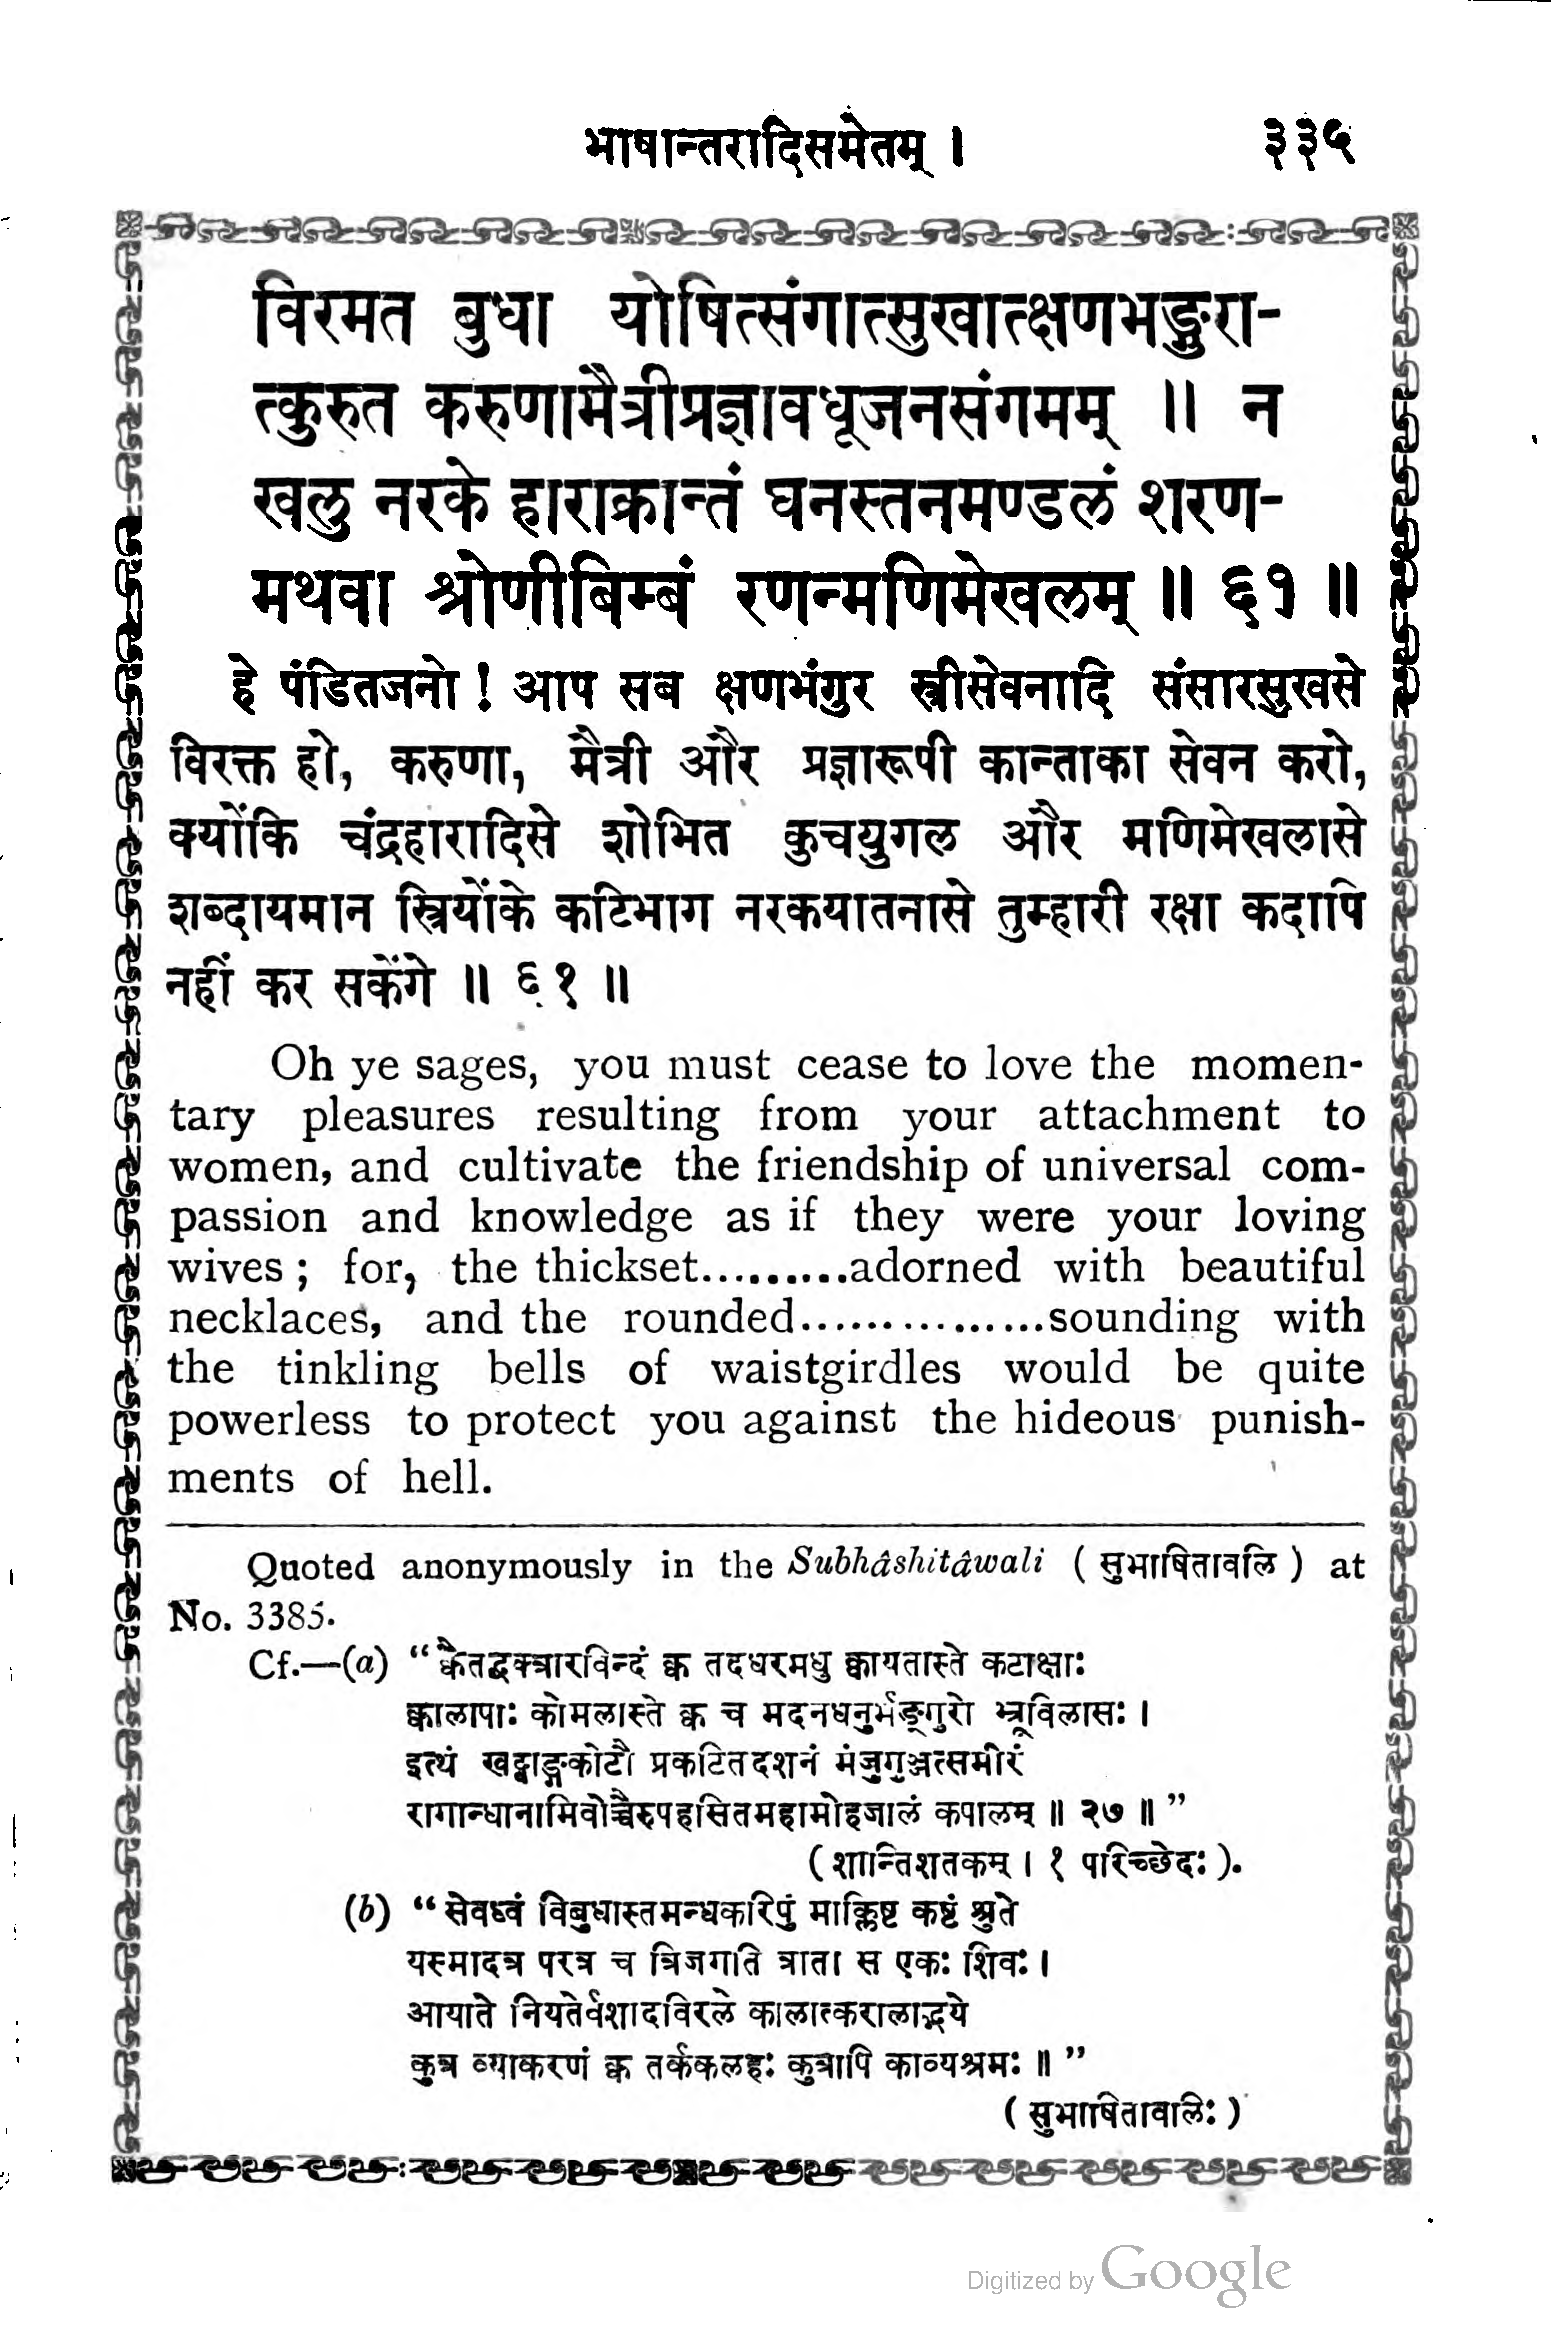 भाषान्तरादिसमेतम् । ३३५
विरमत बुधा योषित्संगात्सुखात्क्षणभङ्गुरा-
त्कुरुत करुणामैत्रीप्रज्ञावधूजनसंगमम् ॥ न
खलु नरके हाराक्रान्तं घनस्तनमण्डलं शरण-
मथवा श्रोणीबिम्बं रणन्मणिमेखलम् ॥ ६१ ॥
हे पंडितजनो ! आप सब क्षणभंगुर स्त्रीसेवनादि संसारसुखसे
विरक्त हो, करुणा, मैत्री और प्रज्ञारूपी कान्ताका सेवन करो,
क्योंकि चंद्रहारादिसे शोभित कुचयुगल और मणिमेखलासे
शब्दायमान स्त्रियोंके कटिभाग नरकयातनासे तुम्हारी रक्षा कदापि
नहीं कर सकेंगे ॥ ६१ ॥
Oh ye sages, you must cease to love the momen-
tary pleasures resulting from your attachment to
women, and cultivate the friendship of universal com-
passion and knowledge as if they were your loving
wives ; for, the thickset..........adorned with beautiful
necklaces, and the rounded...............sounding with
the tinkling bells of waistgirdles would be quite
powerless to protect you against the hideous punish-
ments of hell.
Quoted anonymously in the Subhâshitâwali ( सुभाषितावलि ) at
No. 3385.
Cf.—(a) “ क्वैतद्वक्त्रारविन्दं क्व तदधरमधु क्वायतास्ते कटाक्षाः
क्वालापाः कोमलास्ते क्व च मदनधनुर्भङ्गुरो भ्रूविलासः ।
इत्थं खट्वाङ्गकोटौ प्रकटितदशनं मंजुगुञ्जत्समीरं
रागान्धानामिवोच्चैरुपहसितमहामोहजालं कपालम् ॥ २७ ॥ ”
( शान्तिशतकम् । १ परिच्छेदः ).
(b) “ सेवध्वं विबुधास्तमन्धकरिपुं माक्लिष्ट कष्टं श्रुते
यस्मादत्र परत्र च त्रिजगति त्राता स एकः शिवः ।
आयाते नियतेर्वशादविरले कालात्करालाद्भये
कुत्र व्याकरणं क्व तर्ककलहः कुत्रापि काव्यश्रमः ॥ ”
( सुभाषितावलिः )
Digitized by Google